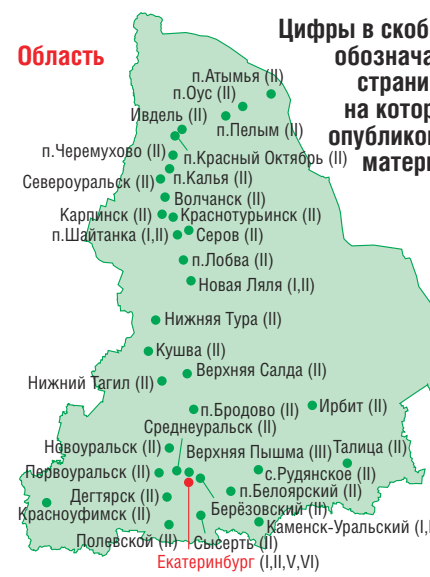 Область
Цифры в скоб
обознача
страни
на котор
опубликов
матери
п.Атымья (II)
п.Оус (II)
Ивдель (II)
п.Пелым (II)
п.Черемухово (II)
п.Красный Октябрь (II)
п.Калья (II)
Североуральск (II)
Волчанск (II)
Карпинск (II)
Краснотурьинск (II)
п.Шайтанка (I,II)
Серов (II)
п.Лобва (II)
Новая Ляля (I,II)
Нижняя Тура (II)
Кушва (II)
Верхняя Салда (II)
Нижний Тагил (II)
п.Бродово (II)
Ирбит (II)
Среднеуральск (II)
Новоуральск (II)
Верхняя Пышма (III)
Талица (II)
Первоуральск (II)
с.Рудянское (II)
Дегтярск (II)
п.Белоярский (II)
Красноуфимск (II)
Берёзовский (II)
Каменск-Уральский (I,I
Полевской (II)
Сысерть (II)
Екатеринбург (I,II,V,VI)